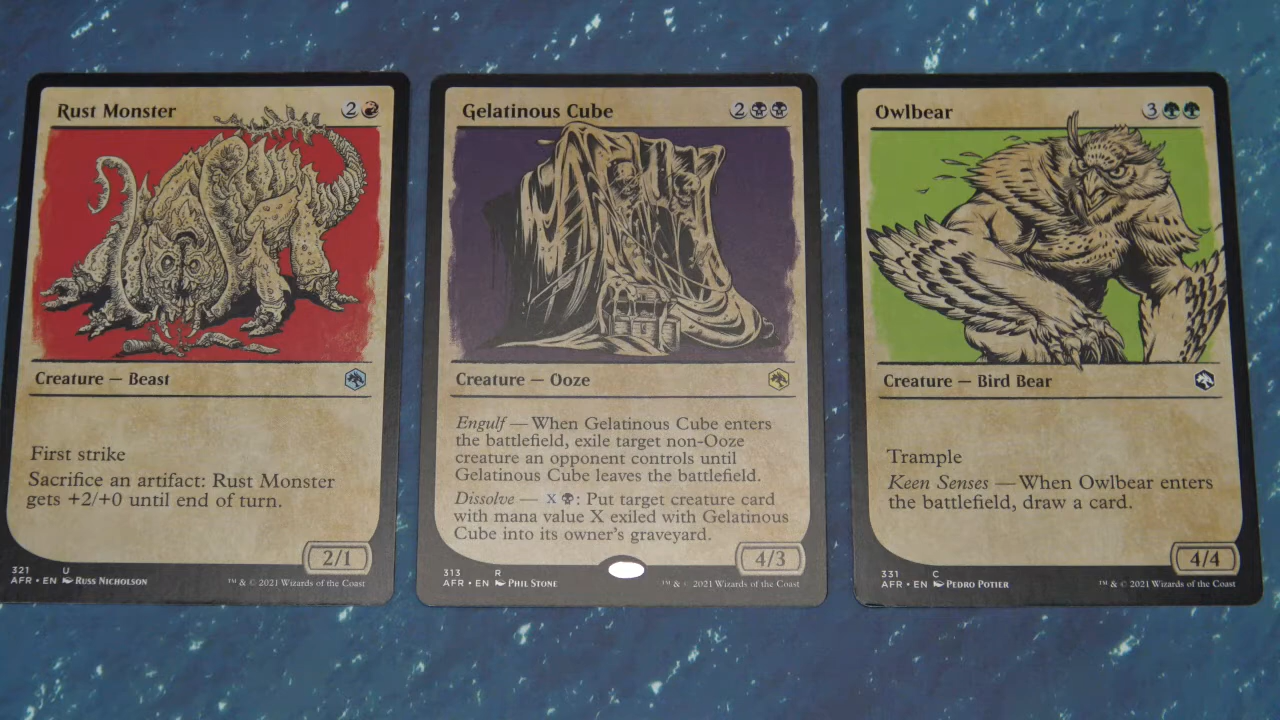 Rust Monster 2
Creature — Beast
First strike
Sacrifice an artifact: Rust Monster
gets +2/+0 until end of turn.
2/1
321 U
AFR • EN Russ Nicholson
™ & © 2021 Wizards of the Coast
Gelatinous Cube 2
Creature — Ooze
Engulf — When Gelatinous Cube enters
the battlefield, exile target non-Ooze
creature an opponent controls until
Gelatinous Cube leaves the battlefield.
Dissolve — X : Put target creature card
with mana value X exiled with Gelatinous
Cube into its owner's graveyard.
4/3
313 R
AFR • EN Phil Stone
™ & © 2021 Wizards of the Coast
Owlbear 3
Creature — Bird Bear
Trample
Keen Senses — When Owlbear enters
the battlefield, draw a card.
4/4
331 C
AFR • EN Pedro Potier
™ & © 2021 Wizards of the Coast